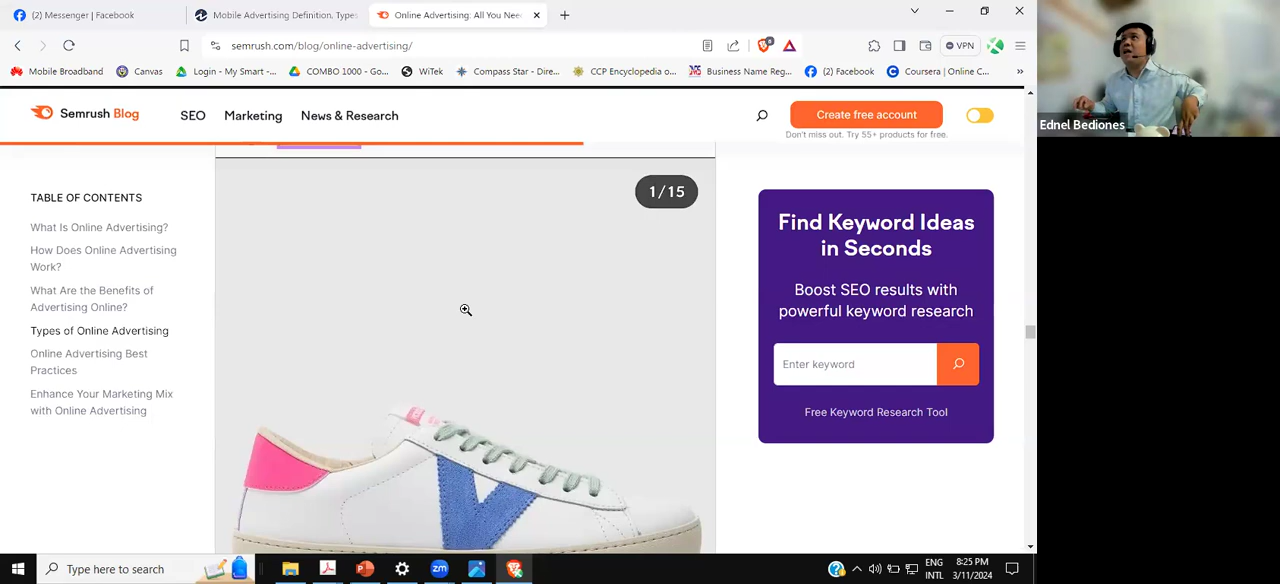 (2) Messenger | Facebook
Mobile Advertising Definition, Types
Online Advertising: All You Nee
semrush.com/blog/online-advertising/
VPN
Mobile Broadband
Canvas
Login - My Smart -...
COMBO 1000 - Go...
WiTek
Compass Star - Dire...
CCP Encyclopedia o...
Business Name Reg...
(2) Facebook
Coursera | Online C...
Semrush Blog
SEO
Marketing
News & Research
Create free account
Don't miss out. Try 55+ products for free.
Ednel Bediones
TABLE OF CONTENTS
What Is Online Advertising?
How Does Online Advertising
Work?
What Are the Benefits of
Advertising Online?
Types of Online Advertising
Online Advertising Best
Practices
Enhance Your Marketing Mix
with Online Advertising
1/15
Find Keyword Ideas
in Seconds
Boost SEO results with
powerful keyword research
Enter keyword
Free Keyword Research Tool
Type here to search
zm
ENG
INTL
8:25 PM
3/11/2024